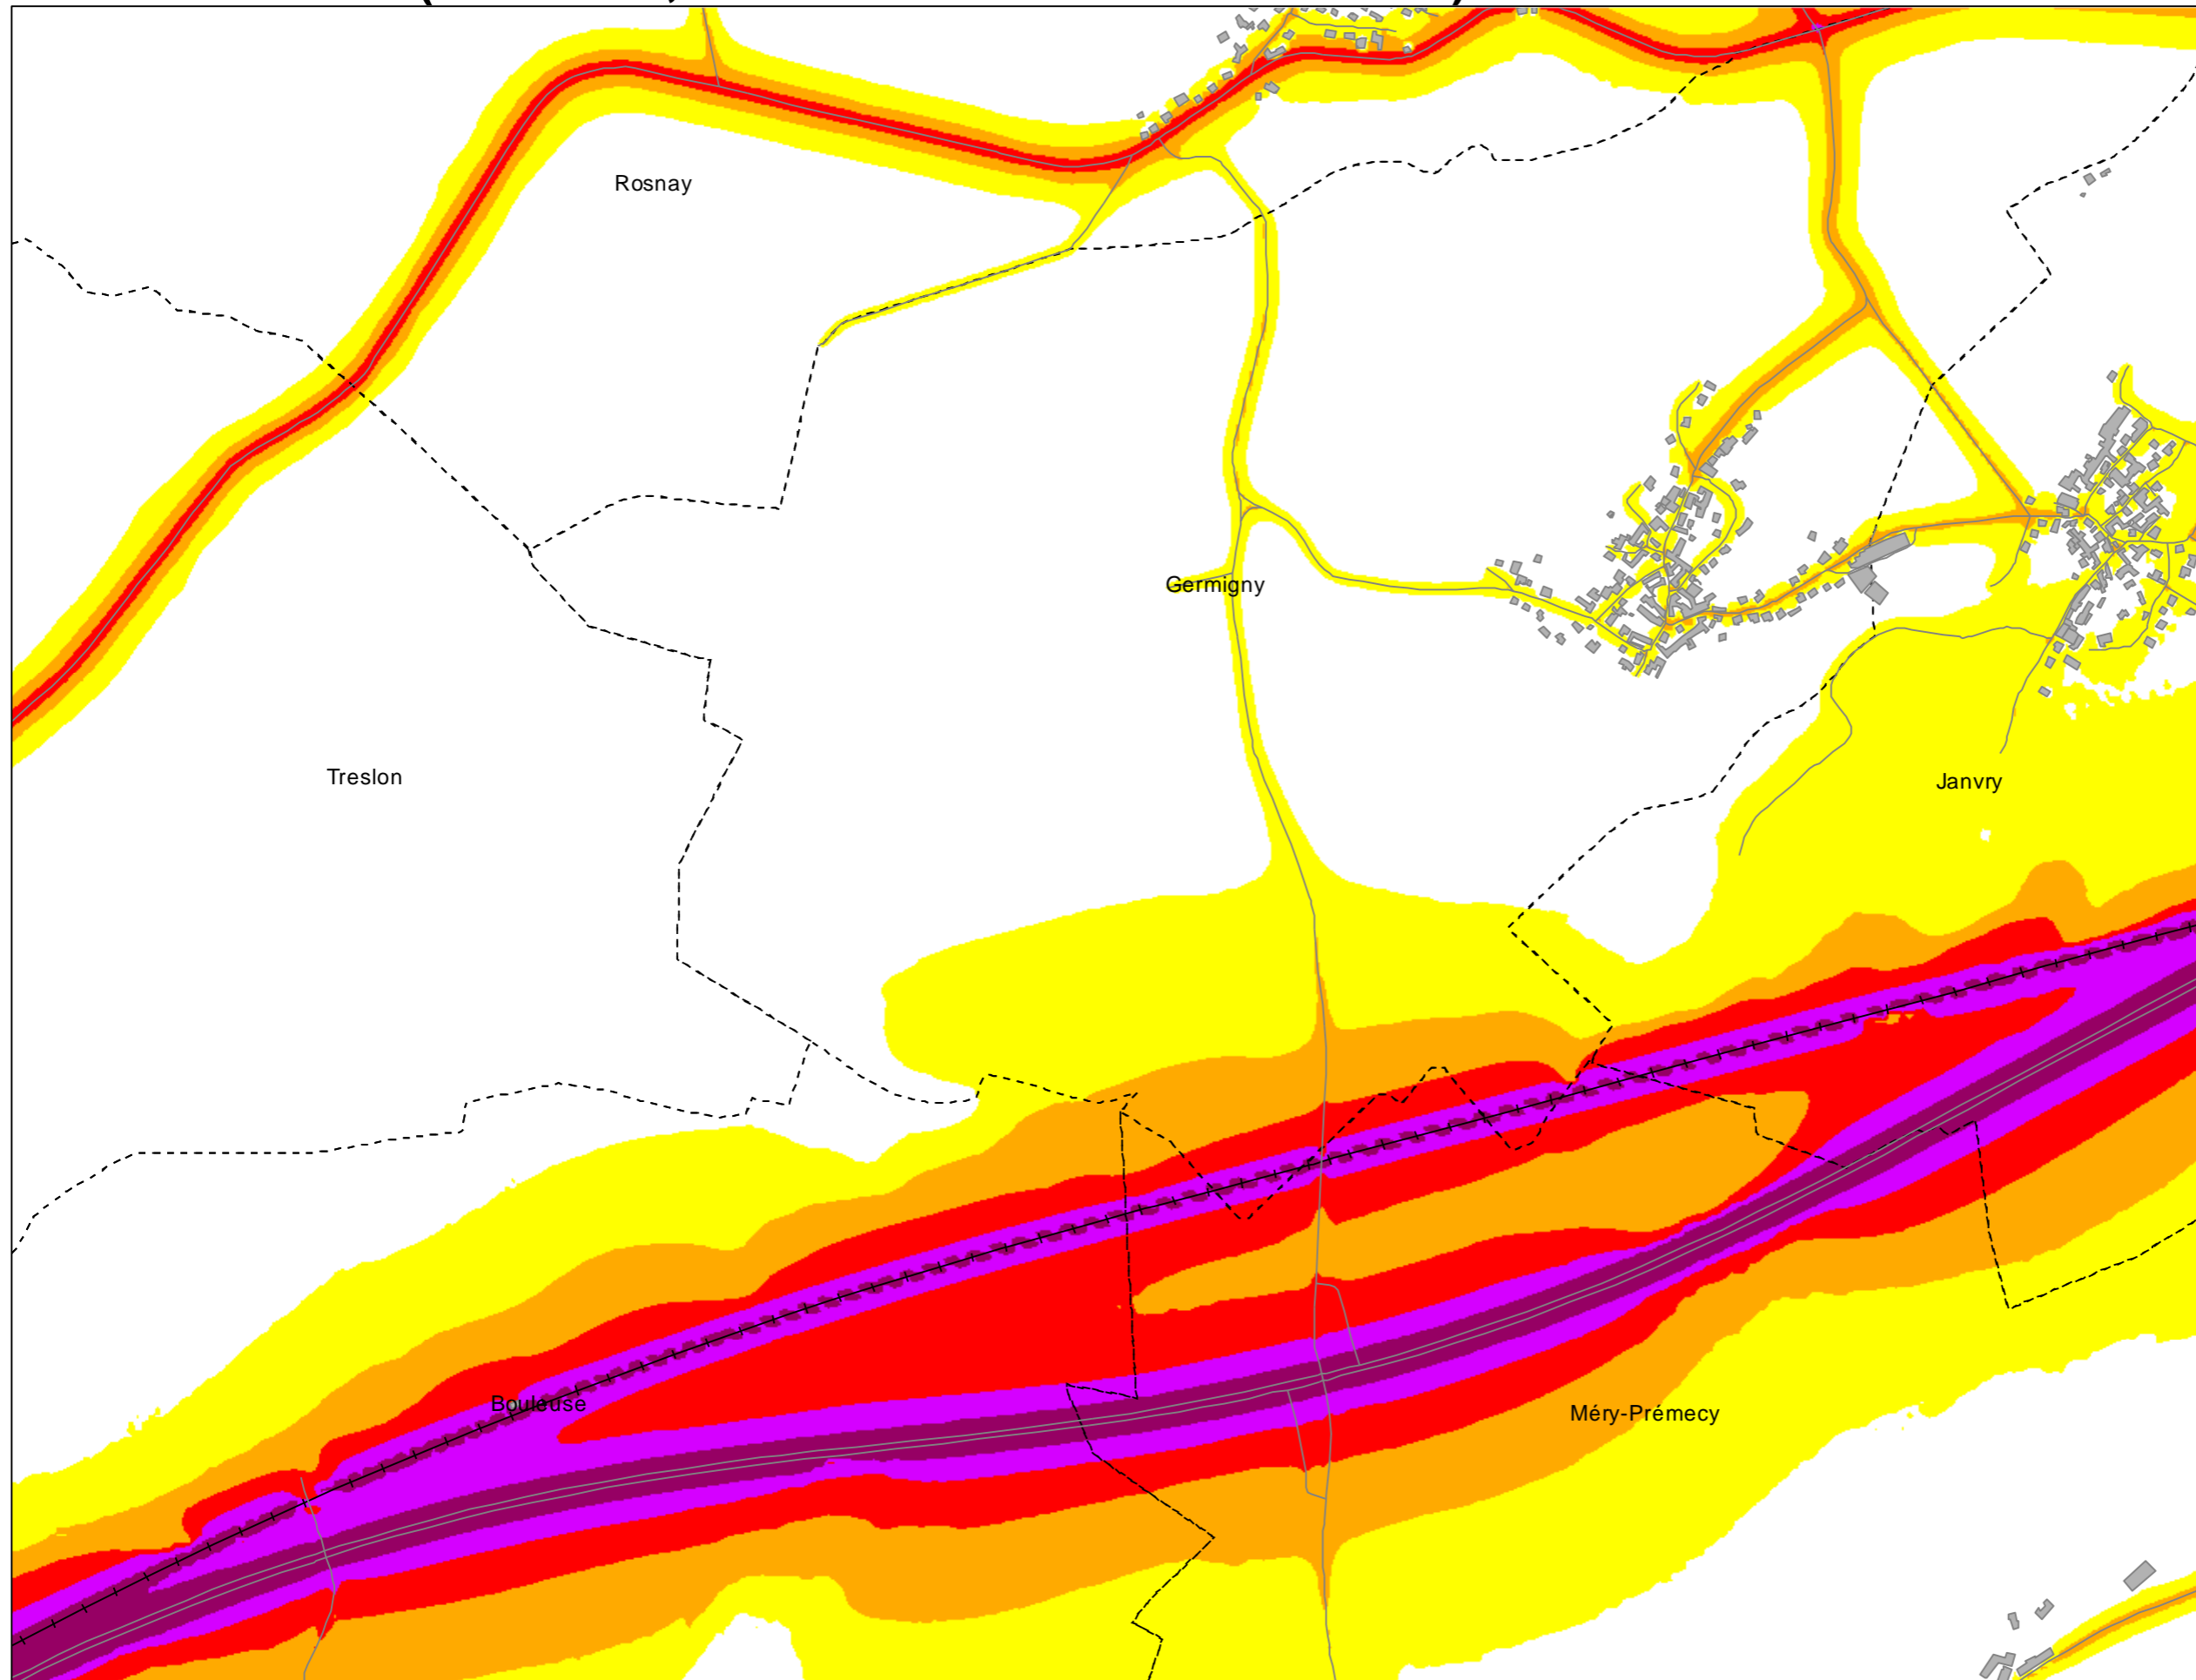 Rosnay
Germigny
Treslon
Janvry
Bouleuse
Méry-Prémecy